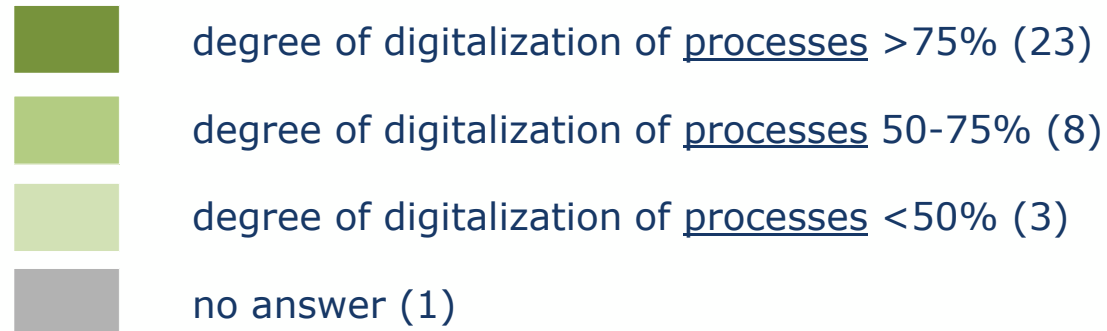 degree of digitalization of processes >75% (23)
degree of digitalization of processes 50-75% (8)
degree of digitalization of processes <50% (3)
no answer (1)